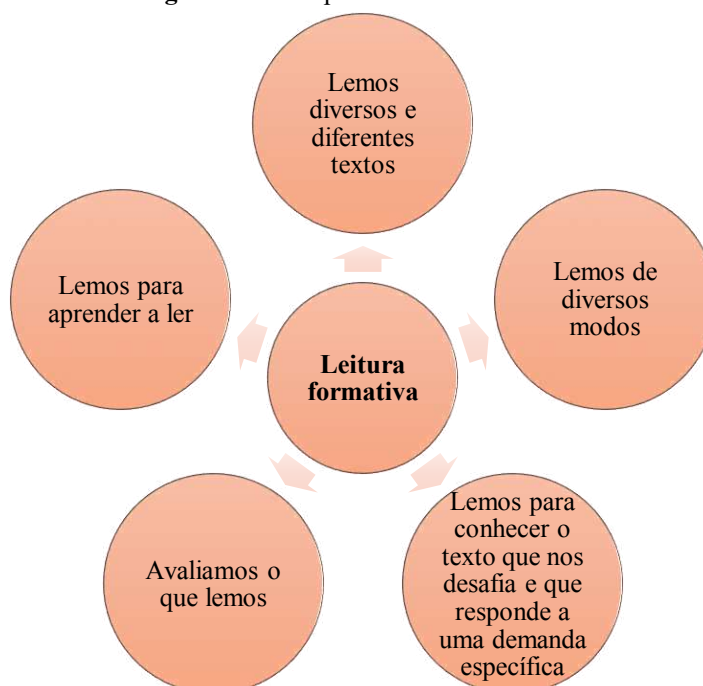 Lemos
diversos e
diferentes
textos
Lemos para
aprender a ler
Lemos de
diversos
modos
Leitura
formativa
Avaliamos o
que lemos
Lemos para
conhecer o
texto que nos
desafia e que
responde a
uma demanda
específica